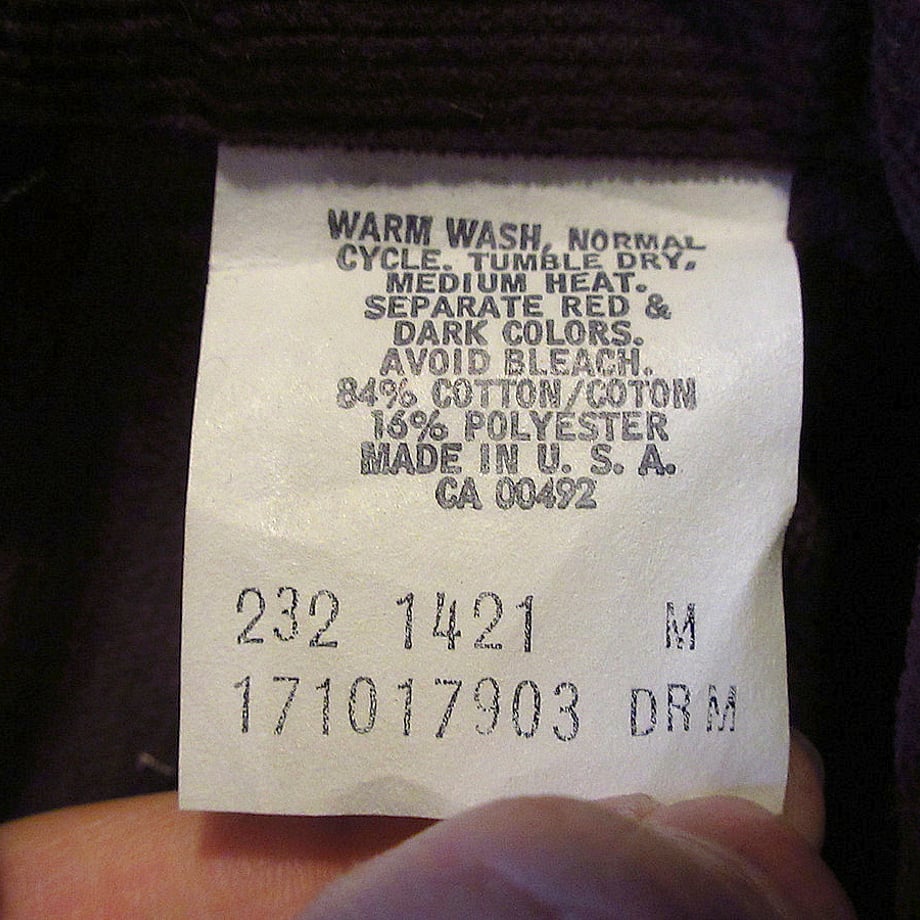 WARM WASH, NORMAL
CYCLE. TUMBLE DRY,
MEDIUM HEAT.
SEPARATE RED &
DARK COLORS.
AVOID BLEACH.
84% COTTON/COTON
16% POLYESTER
MADE IN U. S. A.
CA 00492
232 1421 M
171017903 DRM